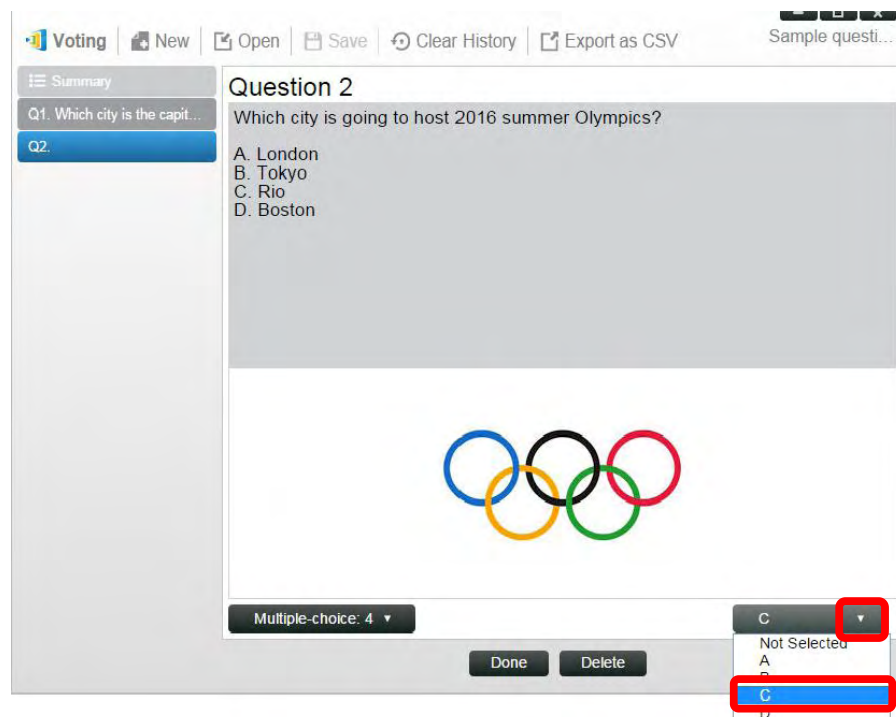 Voting New Open Save Clear History Export as CSV Sample questi...
Summary
Q1. Which city is the capit...
Q2.
Question 2
Which city is going to host 2016 summer Olympics?
A. London
B. Tokyo
C. Rio
D. Boston
Multiple-choice: 4
C
Not Selected
A
B
C
D
Done Delete